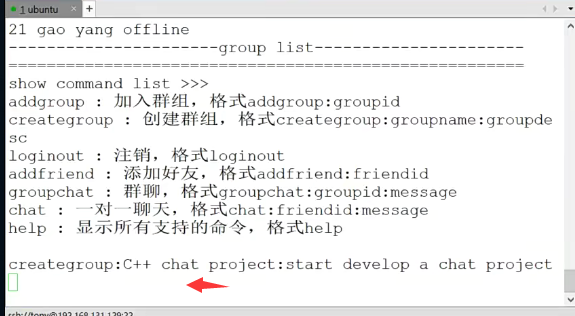 1 ubuntu
21 gao yang offline
----------------------group list----------------------
======================================================
show command list >>>
addgroup : 加入群组，格式addgroup:groupid
creategroup : 创建群组，格式creategroup:groupname:groupde
sc
loginout : 注销，格式loginout
addfriend : 添加好友，格式addfriend:friendid
groupchat : 群聊，格式groupchat:groupid:message
chat : 一对一聊天，格式chat:friendid:message
help : 显示所有支持的命令，格式help
creategroup:C++ chat project:start develop a chat project
ssh://tony@192.168.131.129:22